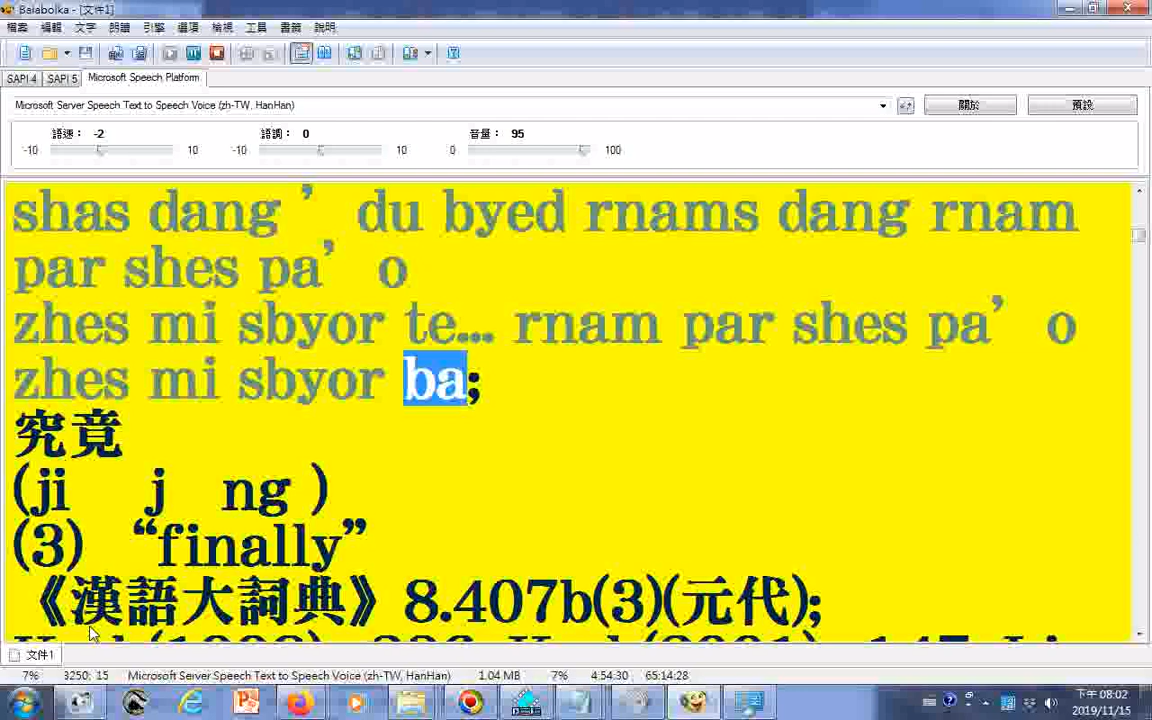 Balabolka - [文件1]
檔案 編輯 文字 朗讀 引擎 選項 檢視 工具 書籤 說明
SAPI 4 SAPI 5 Microsoft Speech Platform
Microsoft Server Speech Text to Speech Voice (zh-TW, HanHan) 關於 預設
語速： -2 語調： 0 音量： 95
-10 10 -10 10 0 100
shas dang ’ du byed rnams dang rnam
par shes pa’ o
zhes mi sbyor te... rnam par shes pa’ o
zhes mi sbyor ba;
究竟
(ji j ng )
(3) “finally”
《漢語大詞典》 8.407b(3)(元代);
文件1
7% 3250; 15 Microsoft Server Speech Text to Speech Voice (zh-TW, HanHan) 1.04 MB 7% 4:54:30 65:14:28
下午 08:02
2019/11/15